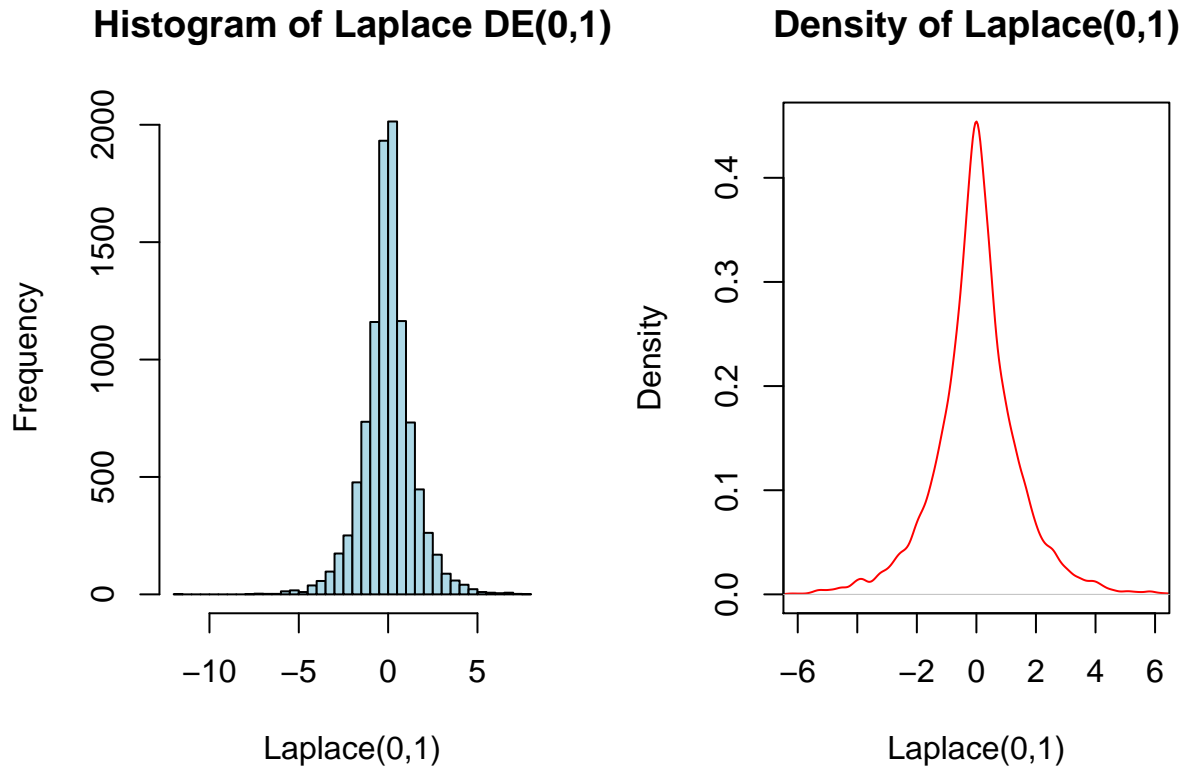 Histogram of Laplace DE(0,1)
Frequency
2000
1500
1000
500
0
−10 −5 0 5
Laplace(0,1)
Density of Laplace(0,1)
Density
0.4
0.3
0.2
0.1
0.0
−6 −2 0 2 4 6
Laplace(0,1)